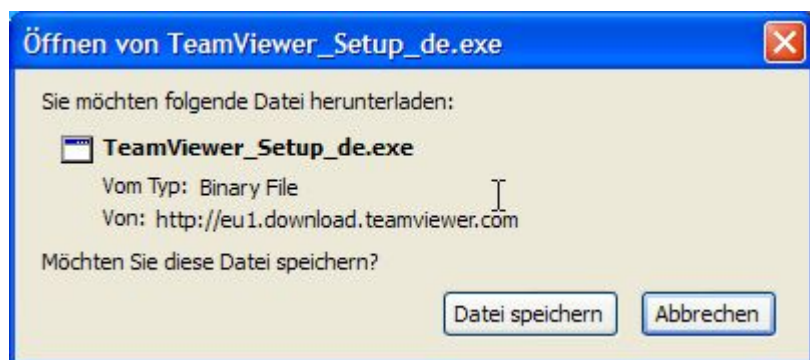 Öffnen von TeamViewer_Setup_de.exe
Sie möchten folgende Datei herunterladen:
TeamViewer_Setup_de.exe
Vom Typ: Binary File
Von: http://eu1.download.teamviewer.com
Möchten Sie diese Datei speichern?
Datei speichern Abbrechen